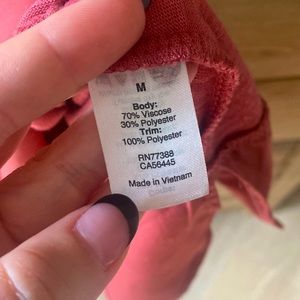 M
Body:
70% Viscose
30% Polyester
Trim:
100% Polyester
RN77388
CA56445
Made in Vietnam